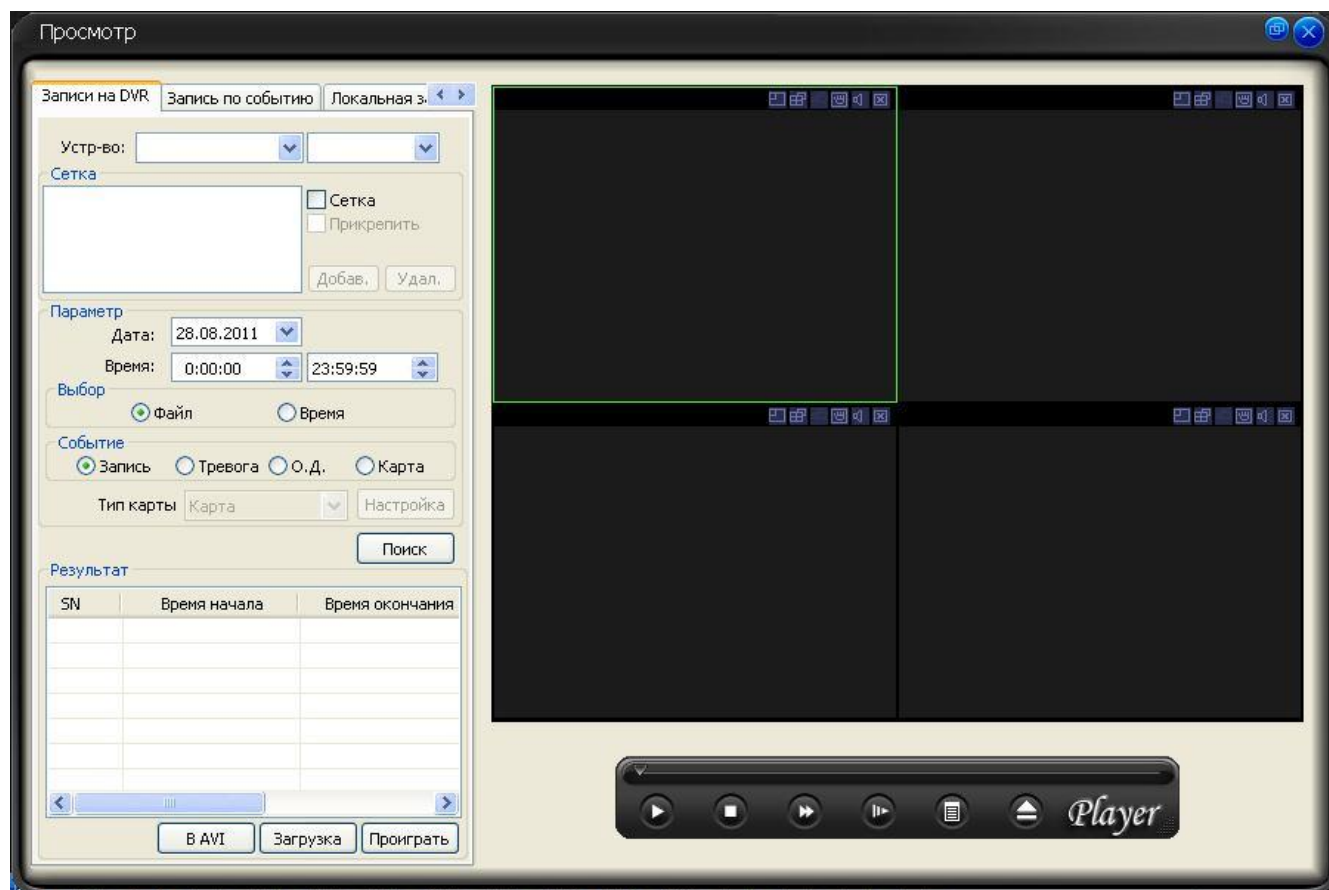 Просмотр
Записи на DVR Запись по событию Локальная з
Устр-во:
Сетка
Сетка
Прикрепить
Добав. Удал.
Параметр
Дата: 28.08.2011
Время: 0:00:00 23:59:59
Выбор
Файл Время
Событие
Запись Тревога О.Д. Карта
Тип карты Карта Настройка
Поиск
Результат
SN Время начала Время окончания
В AVI Загрузка Проиграть
Player